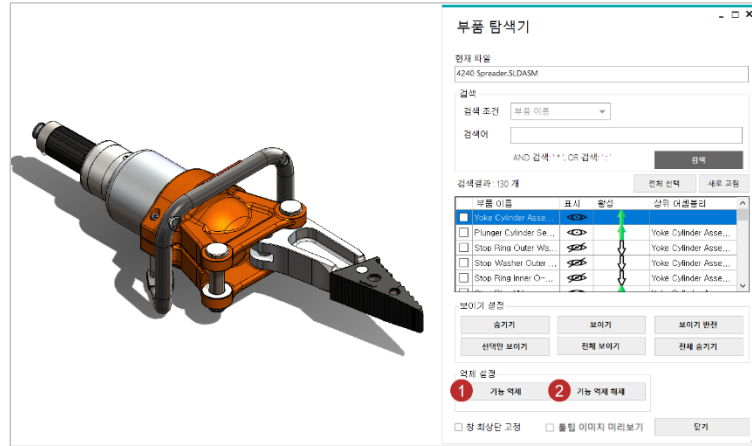 부품 탐색기
현재 파일
4240 Spreader.SLDASM
검색
검색 조건 부품 이름
검색어
AND 검색: ' * ', OR 검색: ' : '
검색
검색결과 : 130 개
전체 선택 새로 고침
부품 이름 표시 활성 상위 어셈블리
Yoke Cylinder Asse...
Plunger Cylinder Se... Yoke Cylinder Asse...
Stop Ring Outer Wa... Yoke Cylinder Asse...
Stop Washer Outer ... Yoke Cylinder Asse...
Stop Ring Inner O-... Yoke Cylinder Asse...
보이기 설정
숨기기 보이기 보이기 반전
선택만 보이기 전체 보이기 전체 숨기기
억제 설정
1 기능 억제 2 기능 억제 해제
창 최상단 고정 툴팁 이미지 미리보기 닫기